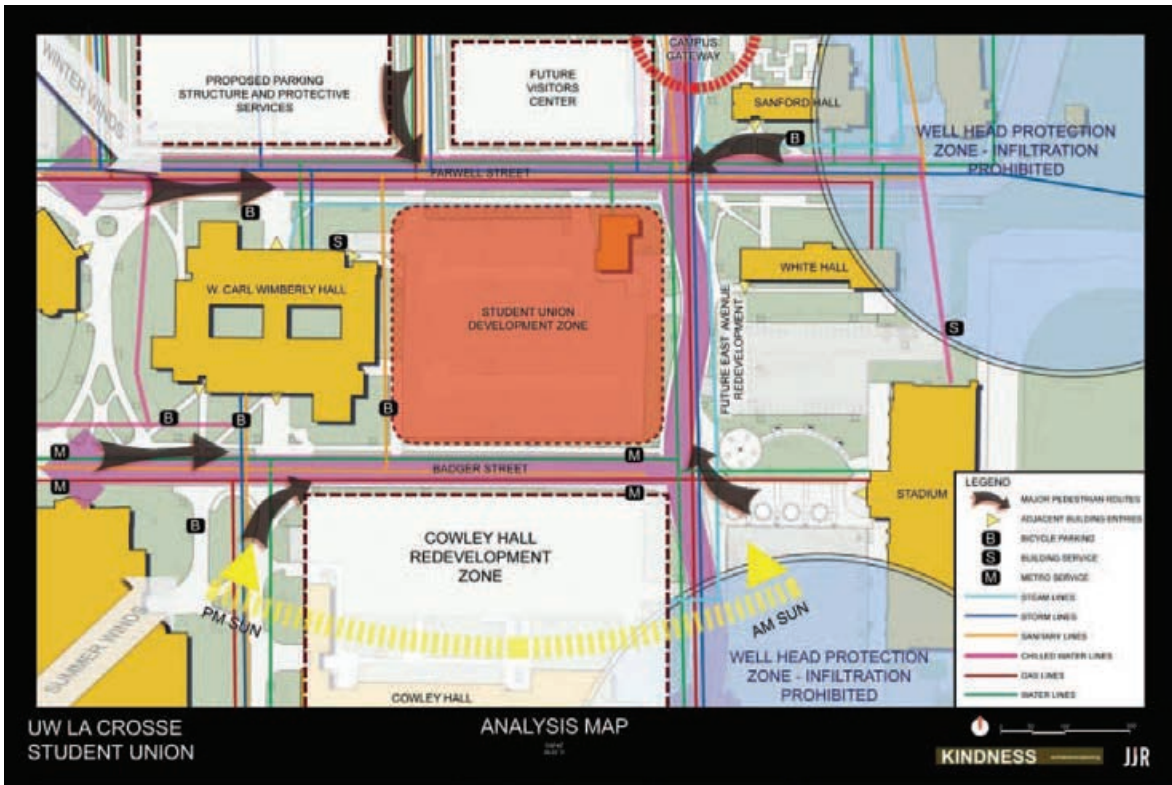 WINTER WINDS
PROPOSED PARKING
STRUCTURE AND PROTECTIVE
SERVICES
FUTURE
VISITORS
CENTER
CAMPUS
GATEWAY
SANFORD HALL
B
WELL HEAD PROTECTION
ZONE - INFILTRATION
PROHIBITED
FARWELL STREET
B
S
W. CARL WIMBERLY HALL
STUDENT UNION
DEVELOPMENT ZONE
WHITE HALL
FUTURE EAST AVENUE
REDEVELOPMENT
S
B
B
B
M
M
BADGER STREET
M
M
STADIUM
B
COWLEY HALL
REDEVELOPMENT
ZONE
PM SUN
AM SUN
SUMMER WINDS
WELL HEAD PROTECTION
ZONE - INFILTRATION
PROHIBITED
COWLEY HALL
LEGEND
MAJOR PEDESTRIAN ROUTES
ADJACENT BUILDING ENTRIES
B BICYCLE PARKING
S BUILDING SERVICE
M METRO SERVICE
STEAM LINES
STORM LINES
SANITARY LINES
CHILLED WATER LINES
GAS LINES
WATER LINES
UW LA CROSSE
STUDENT UNION
ANALYSIS MAP
KINDNESS
JJR